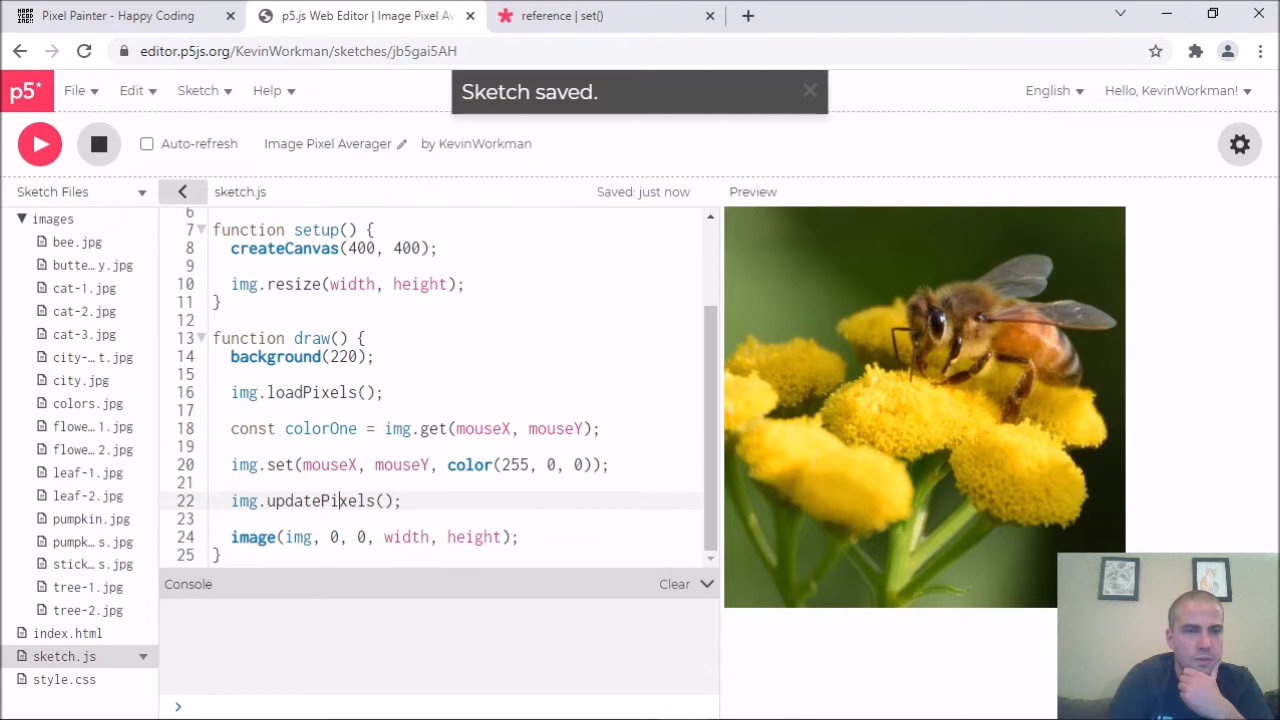 Pixel Painter - Happy Coding
p5.js Web Editor | Image Pixel Av
reference | set()
editor.p5js.org/KevinWorkman/sketches/jb5gai5AH
p5*
File
Edit
Sketch
Help
Sketch saved.
English
Hello, KevinWorkman!
Auto-refresh
Image Pixel Averager
by KevinWorkman
Sketch Files
sketch.js
Saved: just now
Preview
images
bee.jpg
butte…y.jpg
cat-1.jpg
cat-2.jpg
cat-3.jpg
city-…t.jpg
city.jpg
colors.jpg
flowe…1.jpg
flowe…2.jpg
leaf-1.jpg
leaf-2.jpg
pumpkin.jpg
pumpk…s.jpg
stick…s.jpg
tree-1.jpg
tree-2.jpg
index.html
sketch.js
style.css
6
7 function setup() {
8 createCanvas(400, 400);
9
10 img.resize(width, height);
11 }
12
13 function draw() {
14 background(220);
15
16 img.loadPixels();
17
18 const colorOne = img.get(mouseX, mouseY);
19
20 img.set(mouseX, mouseY, color(255, 0, 0));
21
22 img.updatePixels();
23
24 image(img, 0, 0, width, height);
25 }
Console
Clear
>